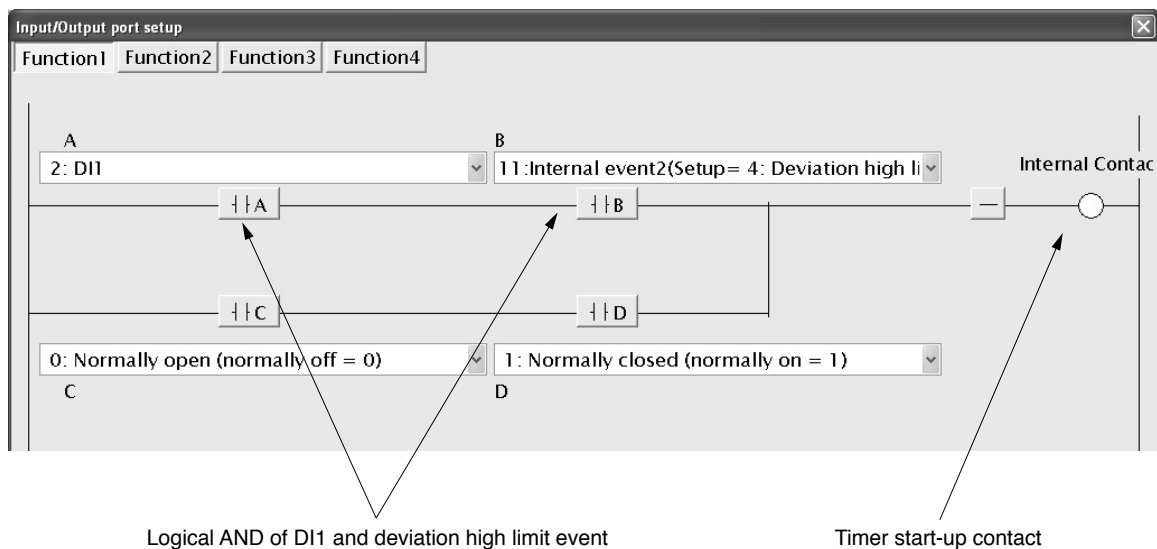 Input/Output port setup
Function1 Function2 Function3 Function4
A B
2: DI1 11:Internal event2(Setup= 4: Deviation high li
Internal Contac
A B
C D
0: Normally open (normally off = 0) 1: Normally closed (normally on = 1)
C D
Logical AND of DI1 and deviation high limit event Timer start-up contact